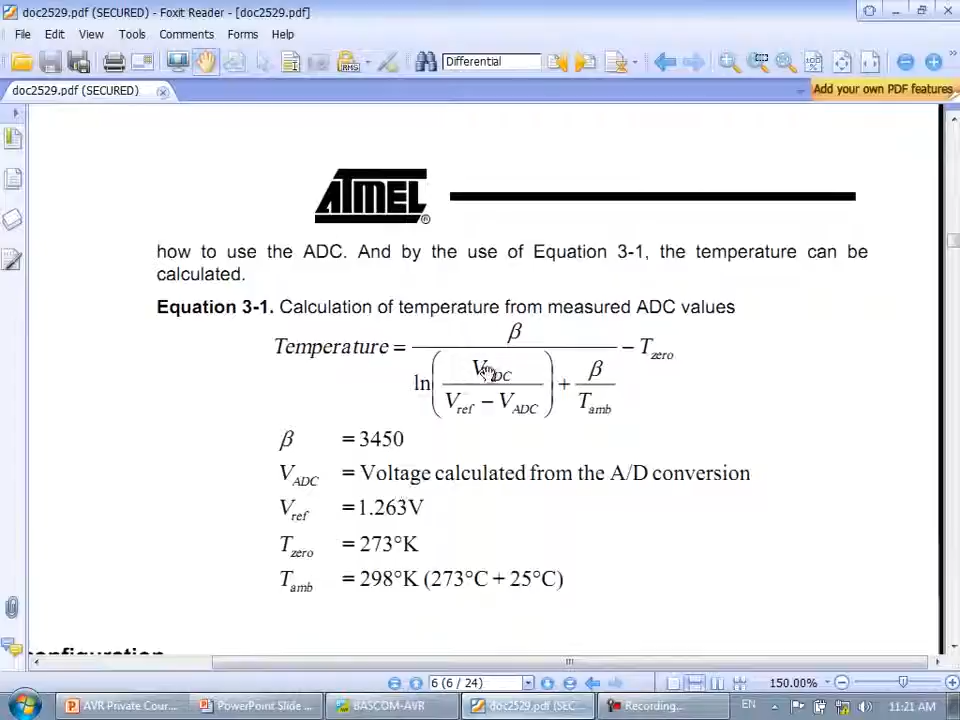 doc2529.pdf (SECURED) - Foxit Reader - [doc2529.pdf]
File Edit View Tools Comments Forms Help
RMS Differential 100 %
doc2529.pdf (SECURED) Add your own PDF features
ATMEL®
how to use the ADC. And by the use of Equation 3-1, the temperature can be
calculated.
Equation 3-1. Calculation of temperature from measured ADC values
Temperature = β / (ln(V_ADC / (V_ref − V_ADC)) + β / T_amb) − T_zero
β = 3450
V_ADC = Voltage calculated from the A/D conversion
V_ref = 1.263V
T_zero = 273°K
T_amb = 298°K (273°C + 25°C)
onfiguration
6 (6 / 24) 150.00%
AVR Private Cour... PowerPoint Slide ... BASCOM-AVR doc2529.pdf (SEC... Recording... EN 11:21 AM